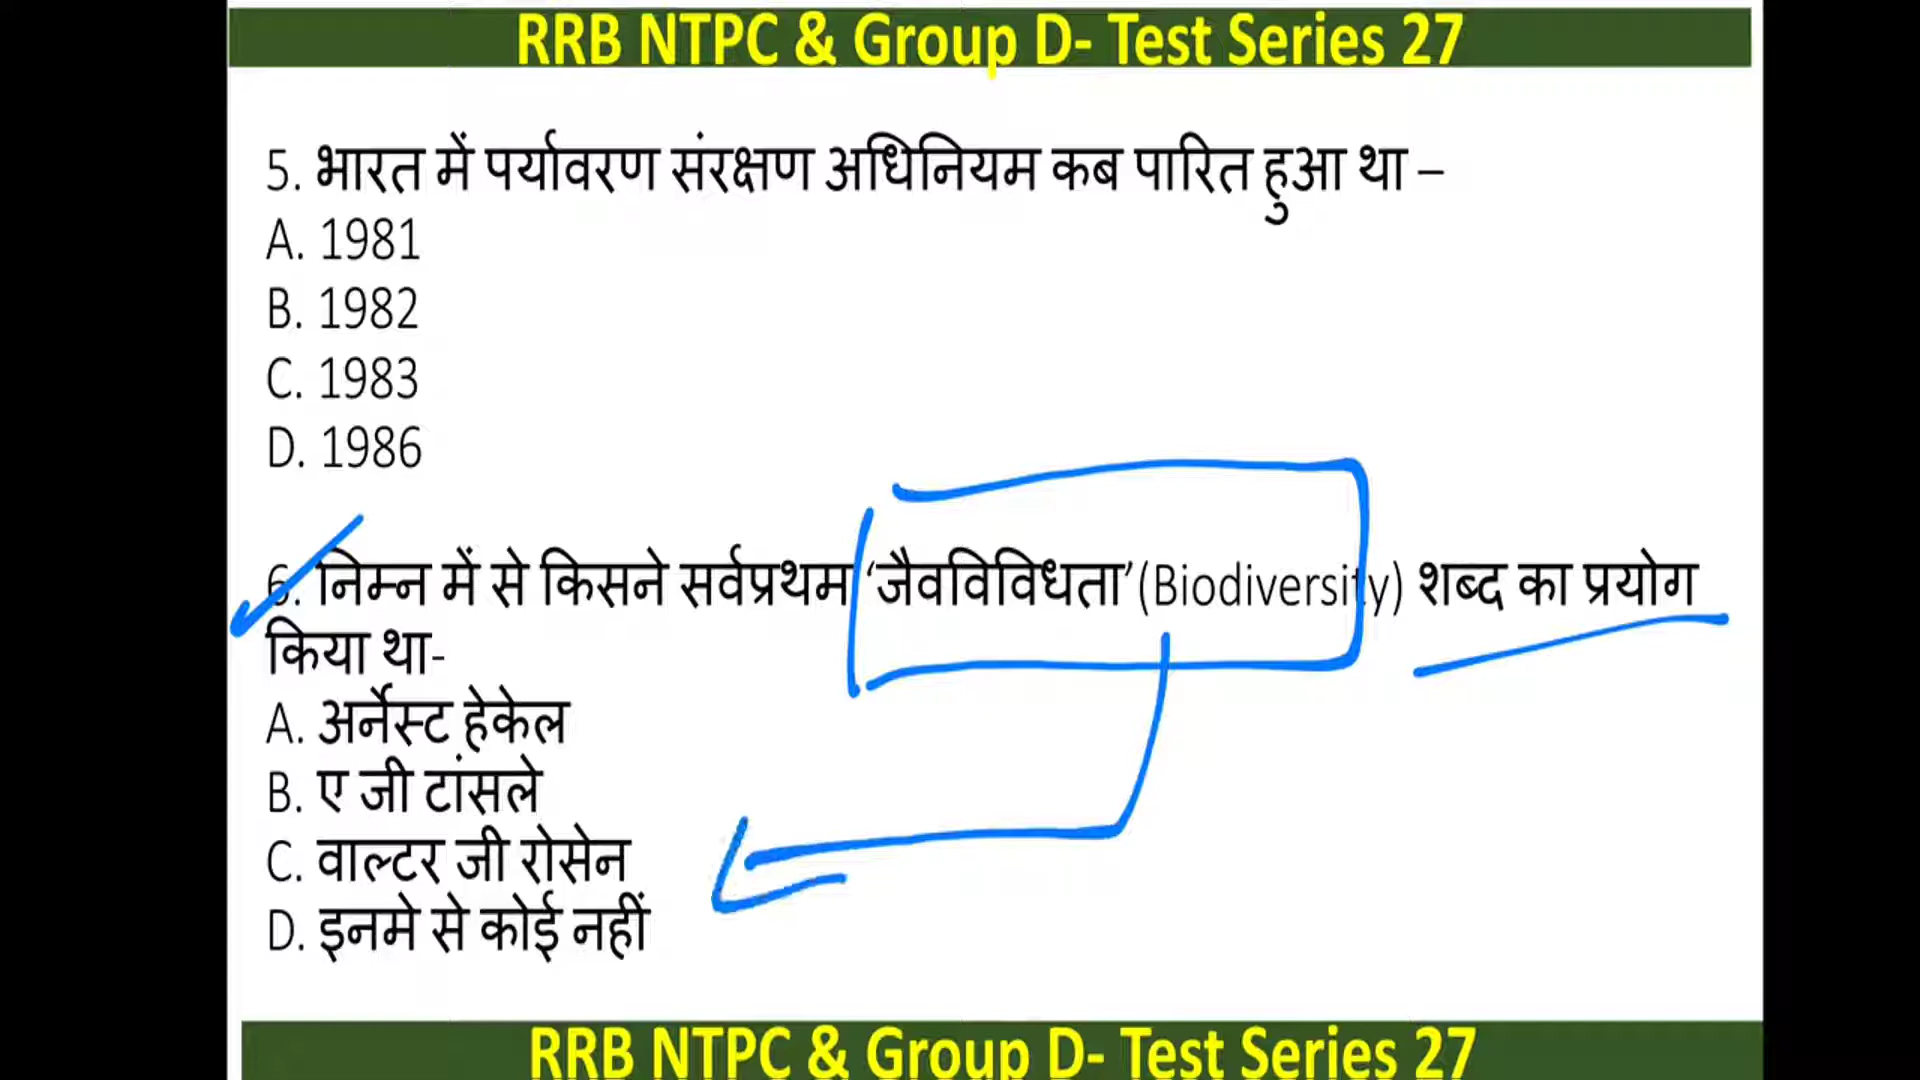 RRB NTPC & Group D- Test Series 27
5. भारत में पर्यावरण संरक्षण अधिनियम कब पारित हुआ था –
A. 1981
B. 1982
C. 1983
D. 1986
6. निम्न में से किसने सर्वप्रथम ‘जैवविविधता’(Biodiversity) शब्द का प्रयोग
किया था-
A. अर्नेस्ट हेकेल
B. ए जी टांसले
C. वाल्टर जी रोसेन
D. इनमे से कोई नहीं
RRB NTPC & Group D- Test Series 27